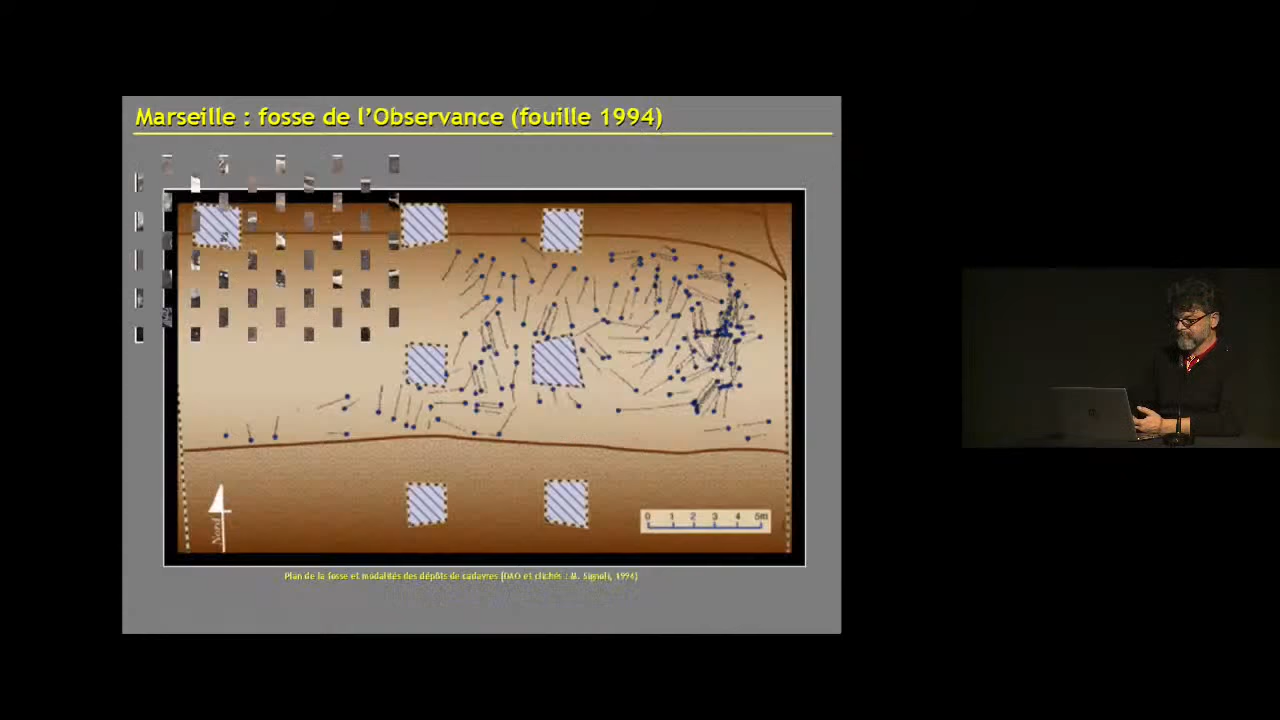 Marseille : fosse de l'Observance (fouille 1994)
Nord
0 1 2 3 4 5m
Plan de la fosse et modalités des dépôts de cadavres (DAO et clichés : M. Signoli, 1994)